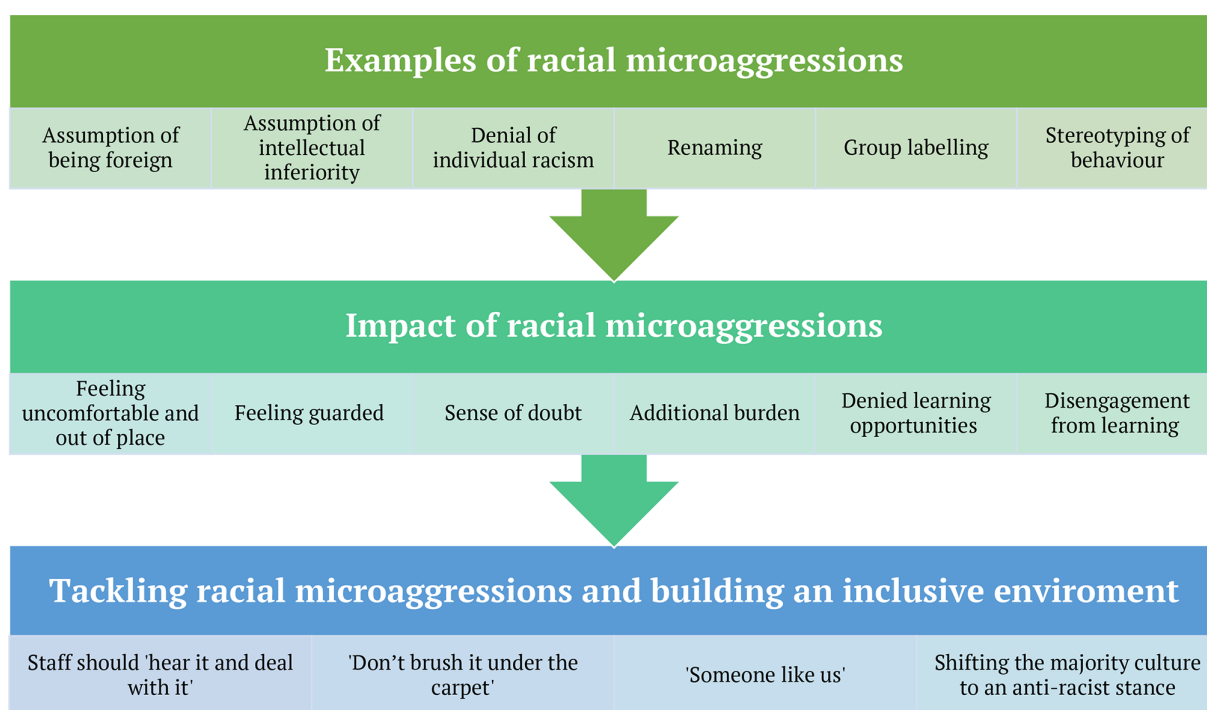 Examples of racial microaggressions
Assumption of
being foreign
Assumption of
intellectual
inferiority
Denial of
individual racism
Renaming
Group labelling
Stereotyping of
behaviour
Impact of racial microaggressions
Feeling
uncomfortable and
out of place
Feeling guarded
Sense of doubt
Additional burden
Denied learning
opportunities
Disengagement
from learning
Tackling racial microaggressions and building an inclusive enviroment
Staff should 'hear it and deal
with it'
'Don’t brush it under the
carpet'
'Someone like us'
Shifting the majority culture
to an anti-racist stance